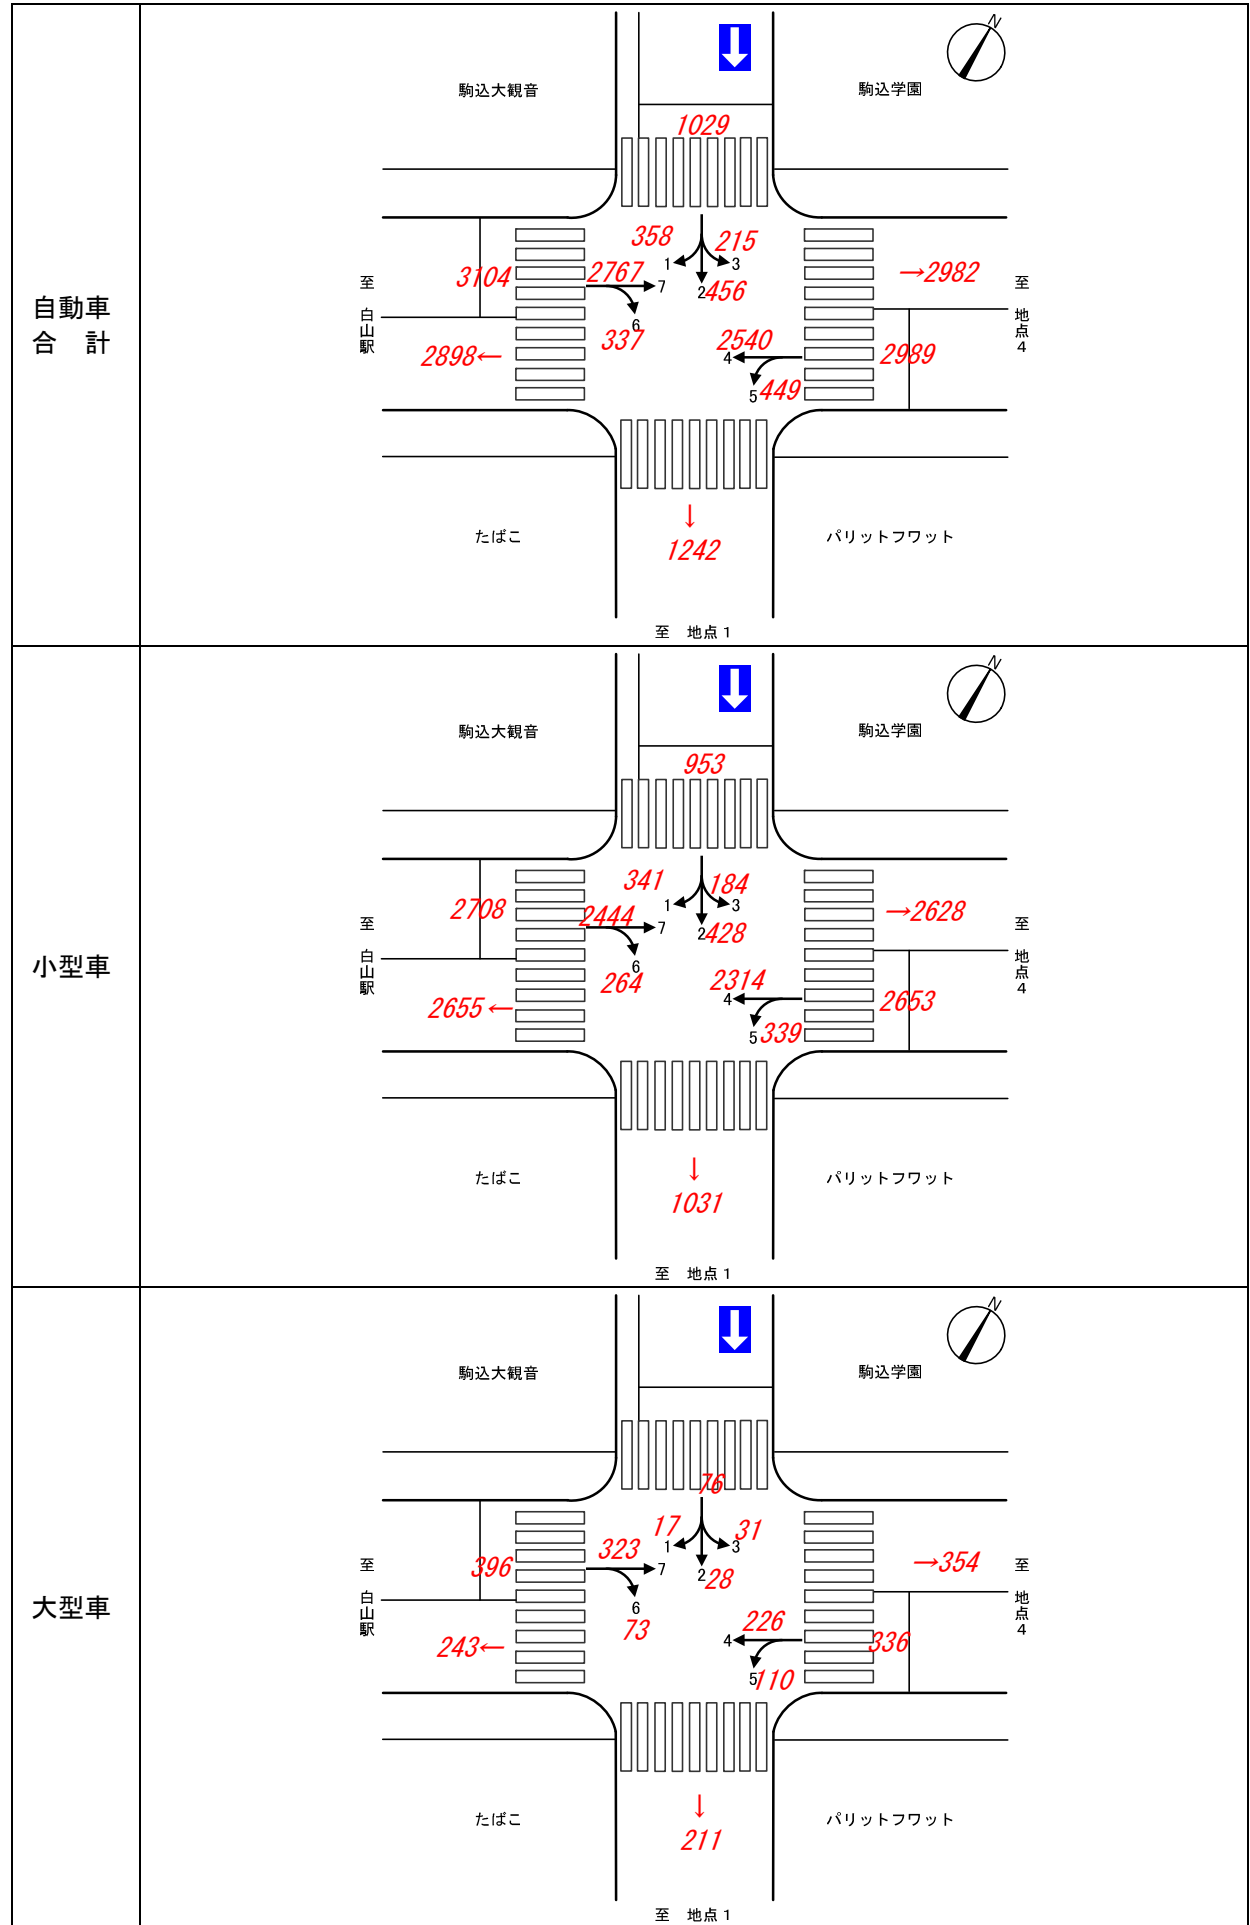 自動車
合　計
N
駒込大観音
駒込学園
1029
358
215
1
3
3104
2767
7
2
456
→2982
至 白山駅
至 地点4
6
337
2540
4
2898←
2989
5
449
たばこ
↓
パリットフワット
1242
至　地点1
小型車
N
駒込大観音
駒込学園
953
341
184
1
3
2708
2444
7
2
428
→2628
至 白山駅
至 地点4
6
264
2314
4
2655←
2653
5
339
たばこ
↓
パリットフワット
1031
至　地点1
大型車
N
駒込大観音
駒込学園
76
17
31
1
3
396
323
7
2
28
→354
至 白山駅
至 地点4
6
73
226
4
243←
336
5
110
たばこ
↓
パリットフワット
211
至　地点1